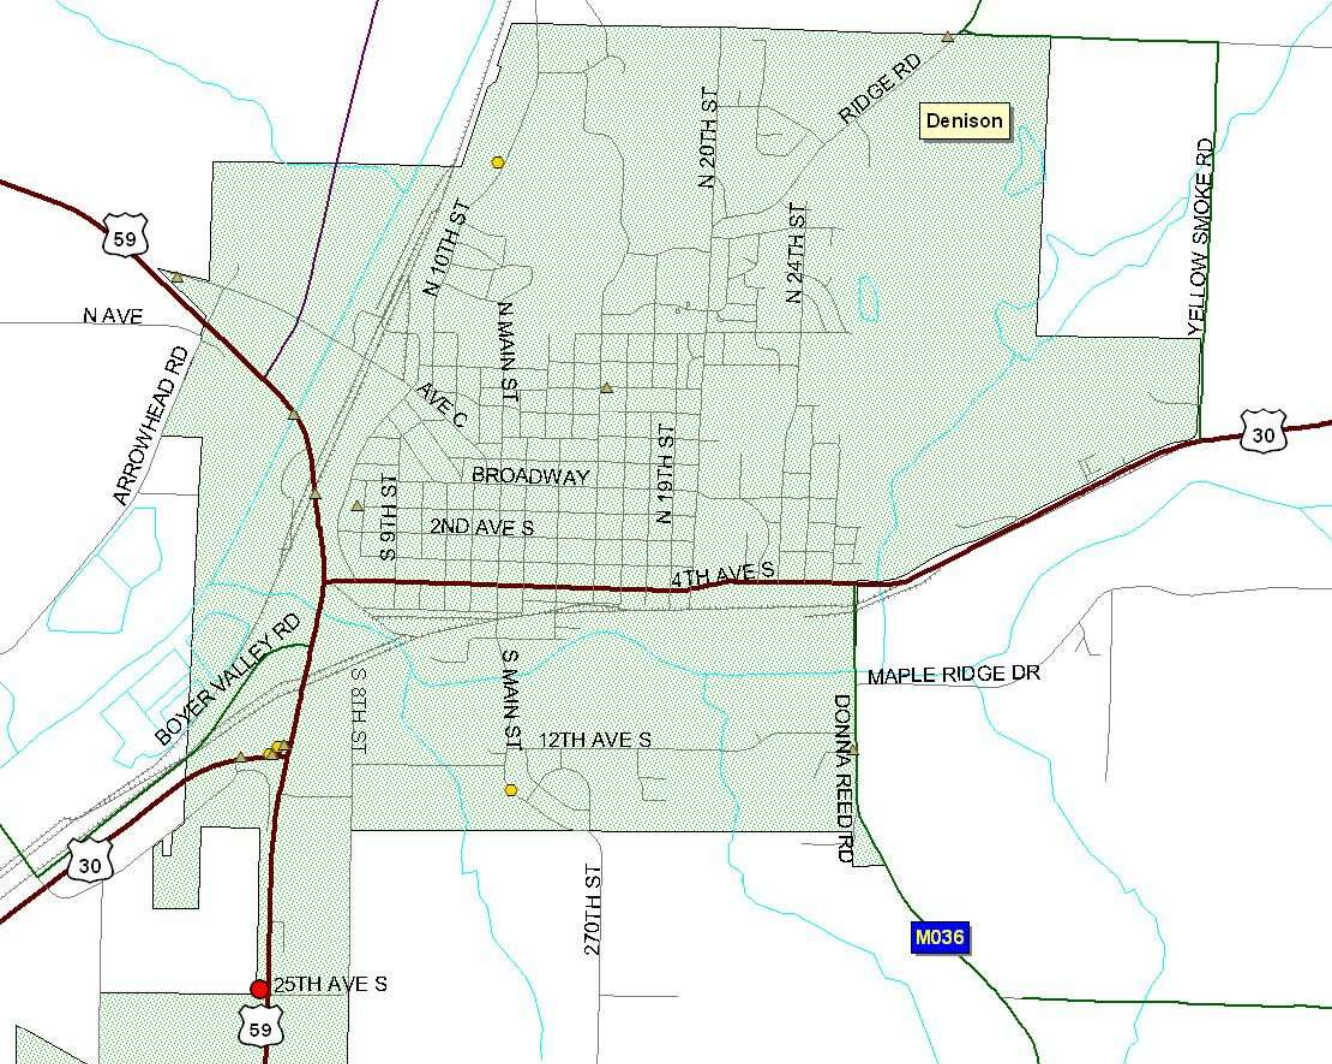 RIDGE RD
Denison
N 20TH ST
YELLOW SMOKE RD
59
N 10TH ST
N 24TH ST
N AVE
N MAIN ST
ARROWHEAD RD
AVE C
30
BROADWAY
N 19TH ST
S 9TH ST
2ND AVE S
4TH AVE S
BOYER VALLEY RD
S MAIN ST
S 8TH ST
MAPLE RIDGE DR
DONNA REED RD
12TH AVE S
30
270TH ST
M036
25TH AVE S
59